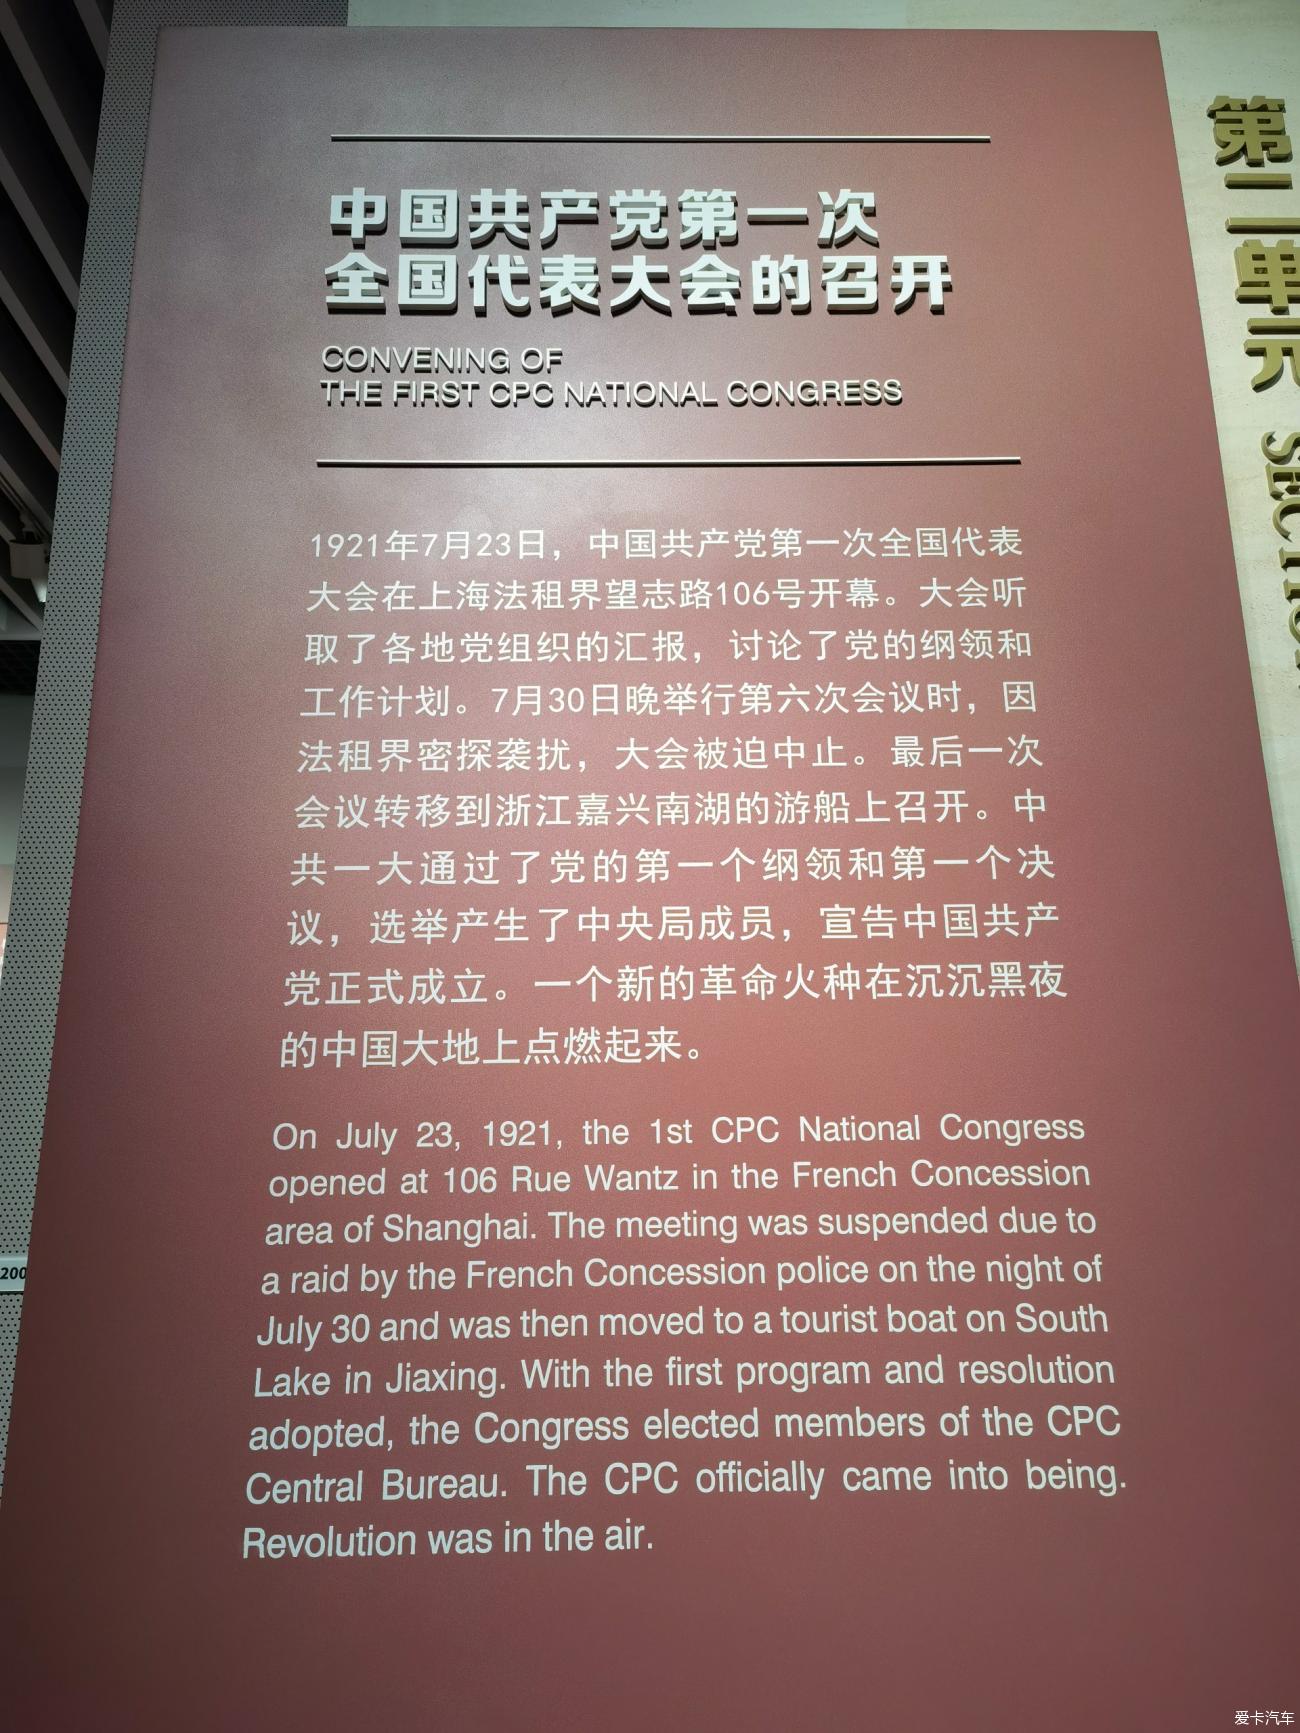 中国共产党第一次
全国代表大会的召开
CONVENING OF
THE FIRST CPC NATIONAL CONGRESS
1921年7月23日，中国共产党第一次全国代表
大会在上海法租界望志路106号开幕。大会听
取了各地党组织的汇报，讨论了党的纲领和
工作计划。7月30日晚举行第六次会议时，因
法租界密探袭扰，大会被迫中止。最后一次
会议转移到浙江嘉兴南湖的游船上召开。中
共一大通过了党的第一个纲领和第一个决
议，选举产生了中央局成员，宣告中国共产
党正式成立。一个新的革命火种在沉沉黑夜
的中国大地上点燃起来。
On July 23, 1921, the 1st CPC National Congress
opened at 106 Rue Wantz in the French Concession
area of Shanghai. The meeting was suspended due to
a raid by the French Concession police on the night of
July 30 and was then moved to a tourist boat on South
Lake in Jiaxing. With the first program and resolution
adopted, the Congress elected members of the CPC
Central Bureau. The CPC officially came into being.
Revolution was in the air.
第二单元
SECTION
200
爱卡汽车